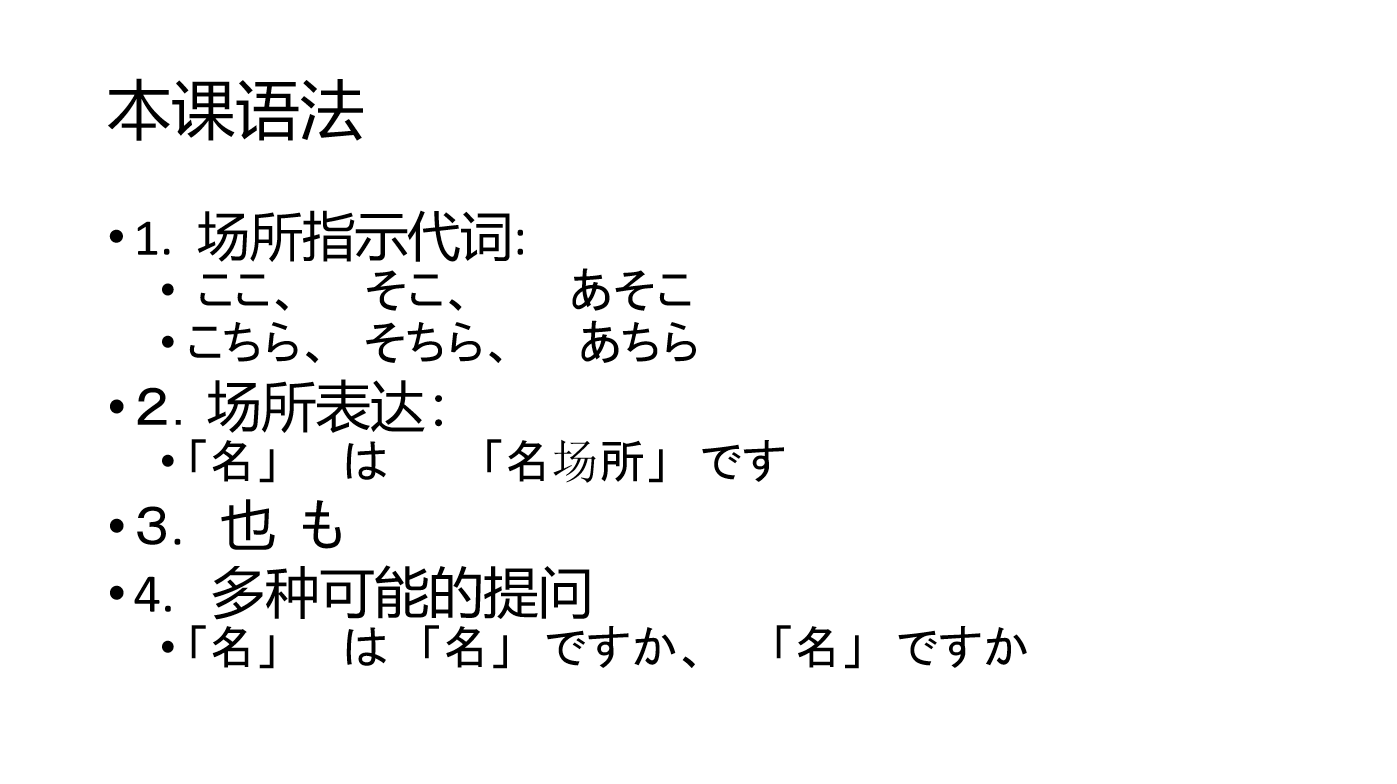 本课语法
•1. 场所指示代词:
• ここ、　そこ、　　あそこ
•こちら、 そちら、　あちら
•２. 场所表达：
•「名」　は　　「名场所」 です
•３.  也 も
•4.  多种可能的提问
•「名」　は 「名」 ですか、　「名」 ですか